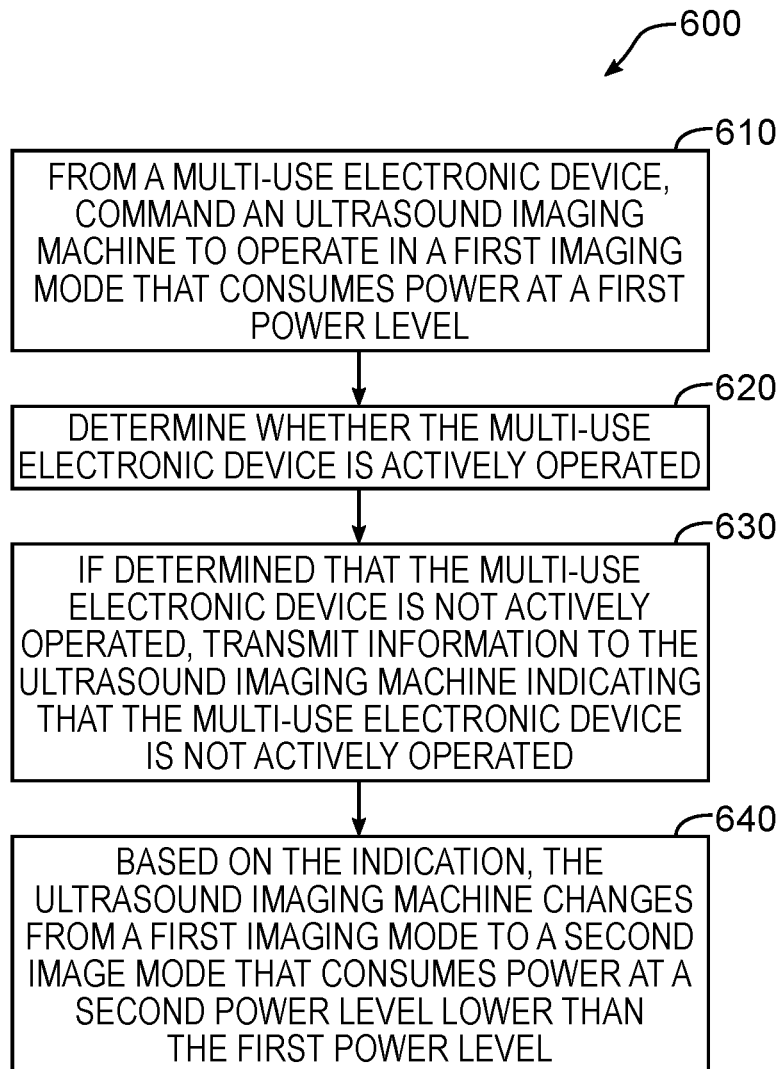 600
610
FROM A MULTI-USE ELECTRONIC DEVICE,
COMMAND AN ULTRASOUND IMAGING
MACHINE TO OPERATE IN A FIRST IMAGING
MODE THAT CONSUMES POWER AT A FIRST
POWER LEVEL
620
DETERMINE WHETHER THE MULTI-USE
ELECTRONIC DEVICE IS ACTIVELY OPERATED
630
IF DETERMINED THAT THE MULTI-USE
ELECTRONIC DEVICE IS NOT ACTIVELY
OPERATED, TRANSMIT INFORMATION TO THE
ULTRASOUND IMAGING MACHINE INDICATING
THAT THE MULTI-USE ELECTRONIC DEVICE
IS NOT ACTIVELY OPERATED
640
BASED ON THE INDICATION, THE
ULTRASOUND IMAGING MACHINE CHANGES
FROM A FIRST IMAGING MODE TO A SECOND
IMAGE MODE THAT CONSUMES POWER AT A
SECOND POWER LEVEL LOWER THAN
THE FIRST POWER LEVEL